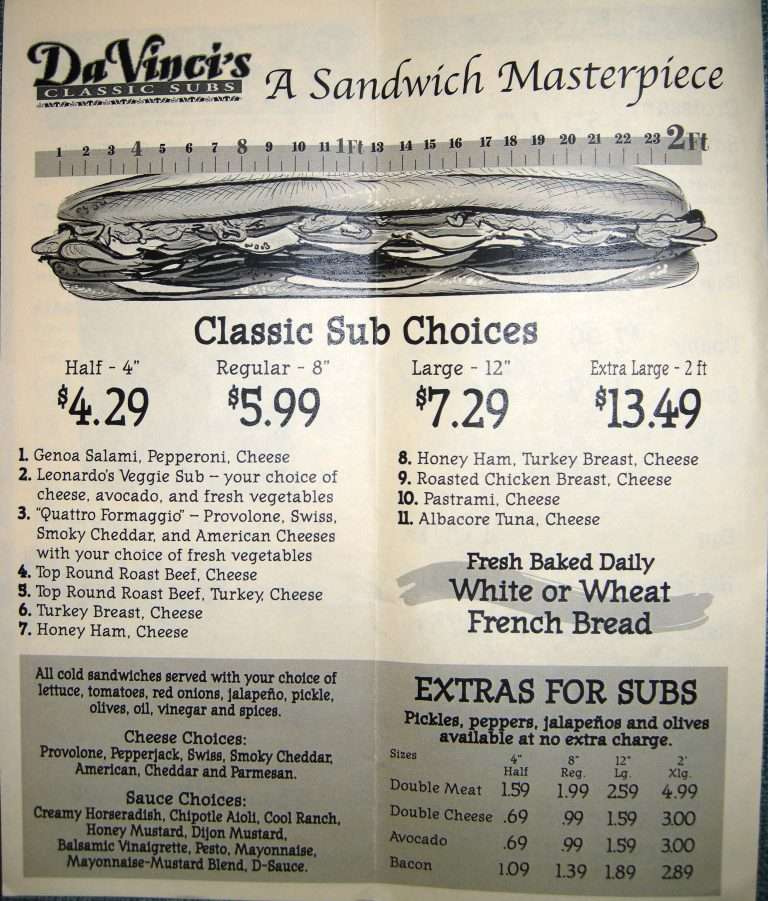 DaVinci's
CLASSIC SUBS
A Sandwich Masterpiece
1 2 3 4 5 6 7 8 9 10 11 1Ft 13 14 15 16 17 18 19 20 21 22 23 2Ft
Classic Sub Choices
Half - 4" Regular - 8" Large - 12" Extra Large - 2 ft
$4.29 $5.99 $7.29 $13.49
1. Genoa Salami, Pepperoni, Cheese
2. Leonardo's Veggie Sub – your choice of
cheese, avocado, and fresh vegetables
3. "Quattro Formaggio" – Provolone, Swiss,
Smoky Cheddar, and American Cheeses
with your choice of fresh vegetables
4. Top Round Roast Beef, Cheese
5. Top Round Roast Beef, Turkey, Cheese
6. Turkey Breast, Cheese
7. Honey Ham, Cheese
8. Honey Ham, Turkey Breast, Cheese
9. Roasted Chicken Breast, Cheese
10. Pastrami, Cheese
11. Albacore Tuna, Cheese
Fresh Baked Daily
White or Wheat
French Bread
All cold sandwiches served with your choice of
lettuce, tomatoes, red onions, jalapeño, pickle,
olives, oil, vinegar and spices.
Cheese Choices:
Provolone, Pepperjack, Swiss, Smoky Cheddar,
American, Cheddar and Parmesan.
Sauce Choices:
Creamy Horseradish, Chipotle Aioli, Cool Ranch,
Honey Mustard, Dijon Mustard,
Balsamic Vinaigrette, Pesto, Mayonnaise,
Mayonnaise-Mustard Blend, D-Sauce.
EXTRAS FOR SUBS
Pickles, peppers, jalapeños and olives
available at no extra charge.
Sizes 4" 8" 12" 2'
Half Reg. Lg. Xlg.
Double Meat 1.59 1.99 2.59 4.99
Double Cheese .69 .99 1.59 3.00
Avocado .69 .99 1.59 3.00
Bacon 1.09 1.39 1.89 2.89